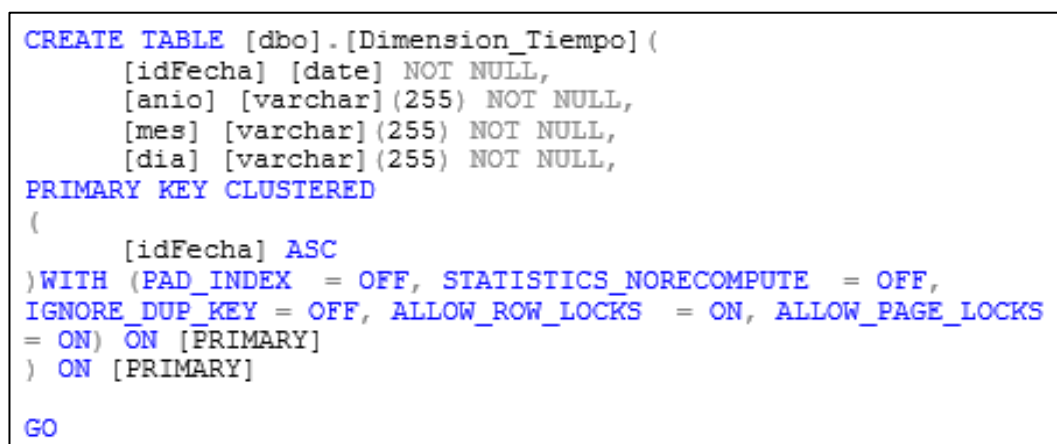 CREATE TABLE [dbo].[Dimension_Tiempo](
[idFecha] [date] NOT NULL,
[anio] [varchar](255) NOT NULL,
[mes] [varchar](255) NOT NULL,
[dia] [varchar](255) NOT NULL,
PRIMARY KEY CLUSTERED
(
[idFecha] ASC
)WITH (PAD_INDEX = OFF, STATISTICS_NORECOMPUTE = OFF,
IGNORE_DUP_KEY = OFF, ALLOW_ROW_LOCKS = ON, ALLOW_PAGE_LOCKS
= ON) ON [PRIMARY]
) ON [PRIMARY]
GO